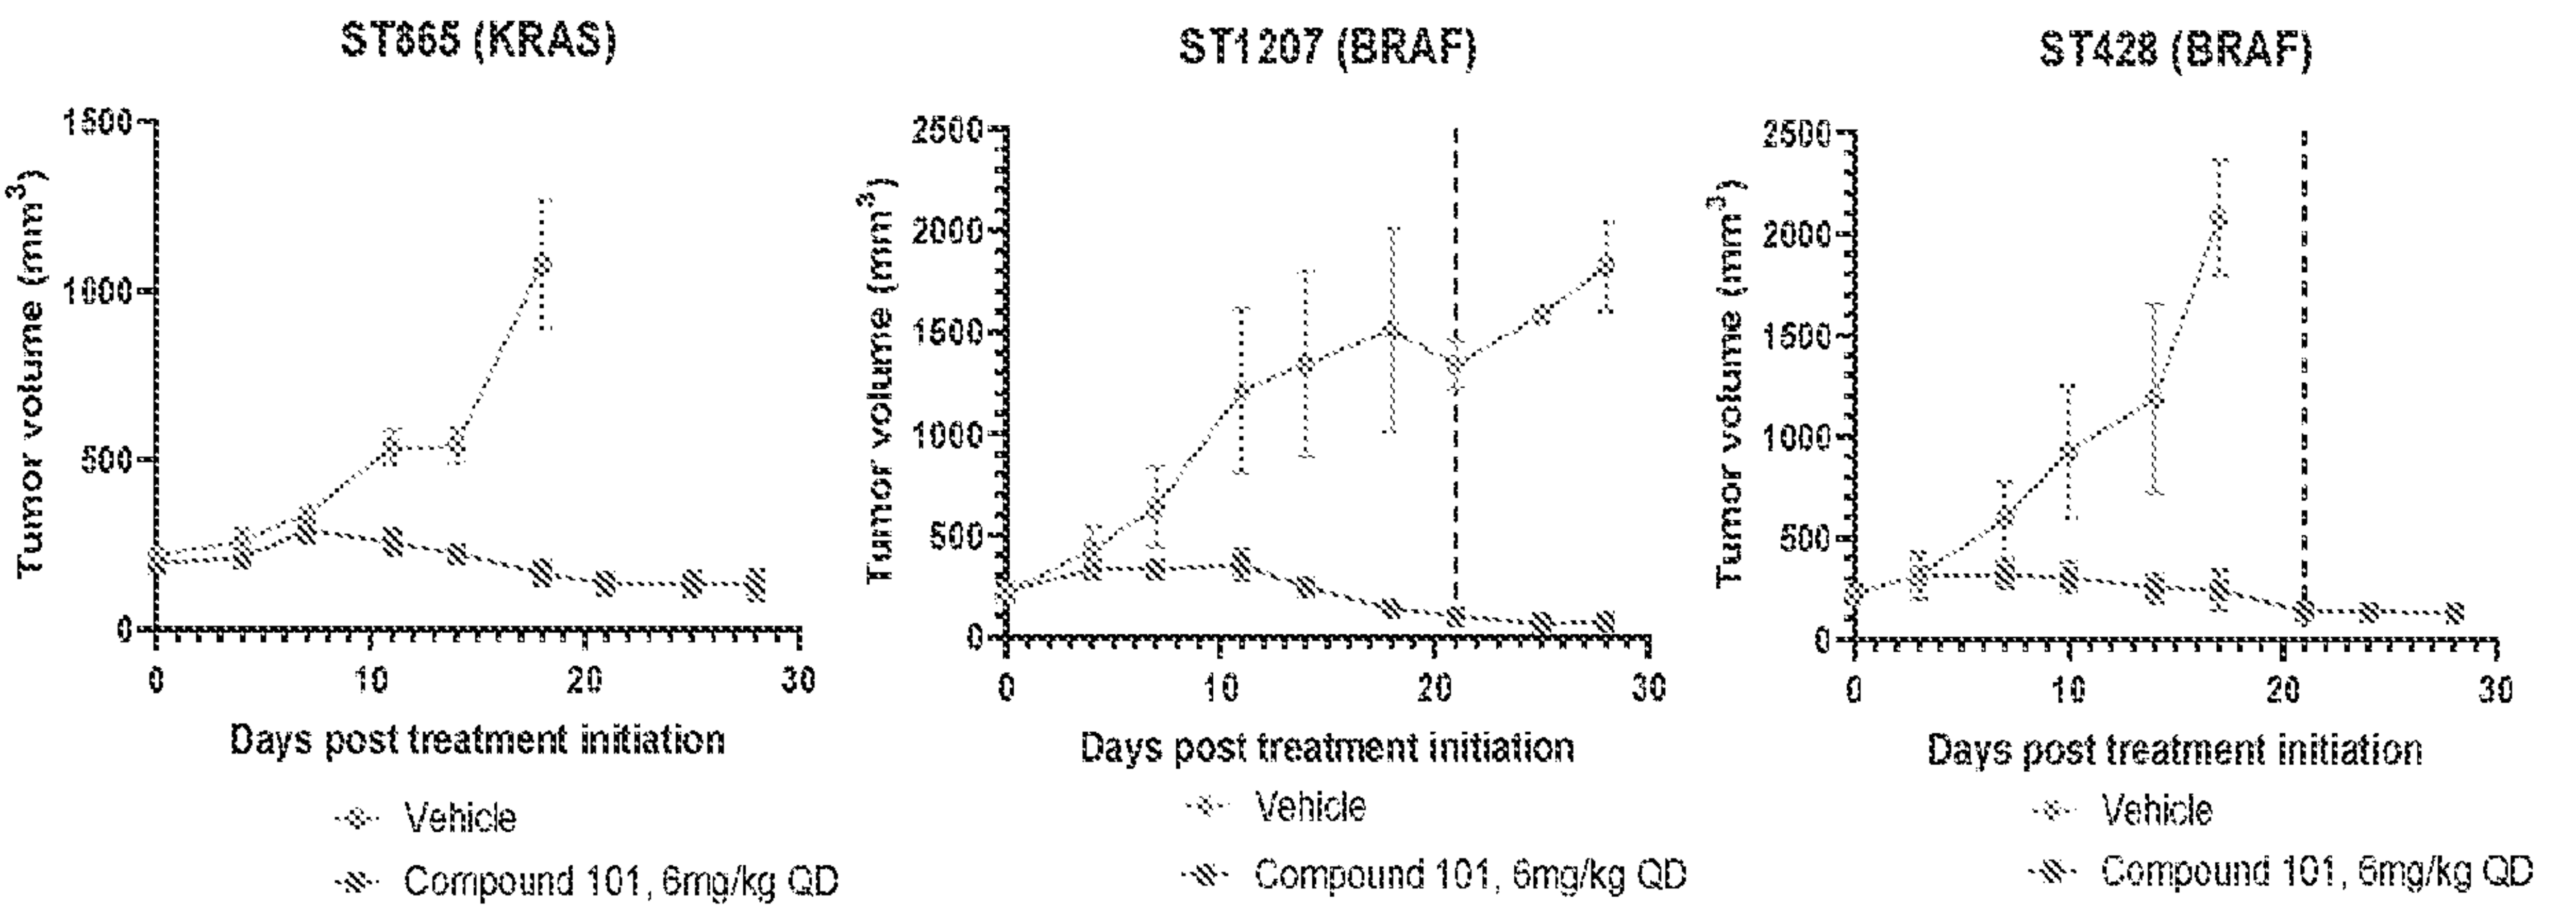 ST865 (KRAS)
1500
1000
500
0
0 10 20 30
Tumor volume (mm³)
Days post treatment initiation
Vehicle
Compound 101, 6mg/kg QD
ST1207 (BRAF)
2500
2000
1500
1000
500
0
0 10 20 30
Tumor volume (mm³)
Days post treatment initiation
Vehicle
Compound 101, 6mg/kg QD
ST428 (BRAF)
2500
2000
1500
1000
500
0
0 10 20 30
Tumor volume (mm³)
Days post treatment initiation
Vehicle
Compound 101, 6mg/kg QD